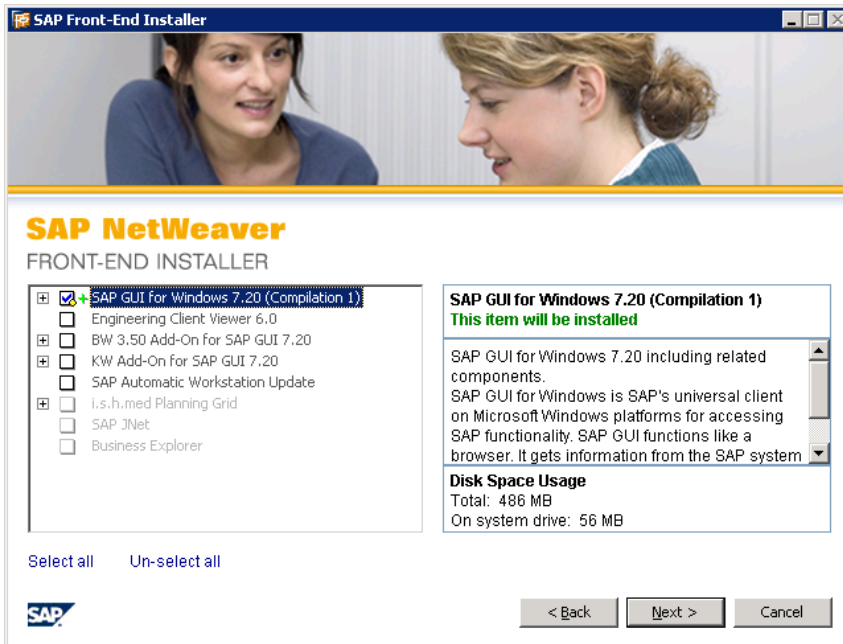 SAP Front-End Installer
SAP NetWeaver
FRONT-END INSTALLER
SAP GUI for Windows 7.20 (Compilation 1)
Engineering Client Viewer 6.0
BW 3.50 Add-On for SAP GUI 7.20
KW Add-On for SAP GUI 7.20
SAP Automatic Workstation Update
i.s.h.med Planning Grid
SAP JNet
Business Explorer
SAP GUI for Windows 7.20 (Compilation 1)
This item will be installed
SAP GUI for Windows 7.20 including related
components.
SAP GUI for Windows is SAP's universal client
on Microsoft Windows platforms for accessing
SAP functionality. SAP GUI functions like a
browser. It gets information from the SAP system
Disk Space Usage
Total: 486 MB
On system drive: 56 MB
Select all Un-select all
SAP
< Back Next > Cancel